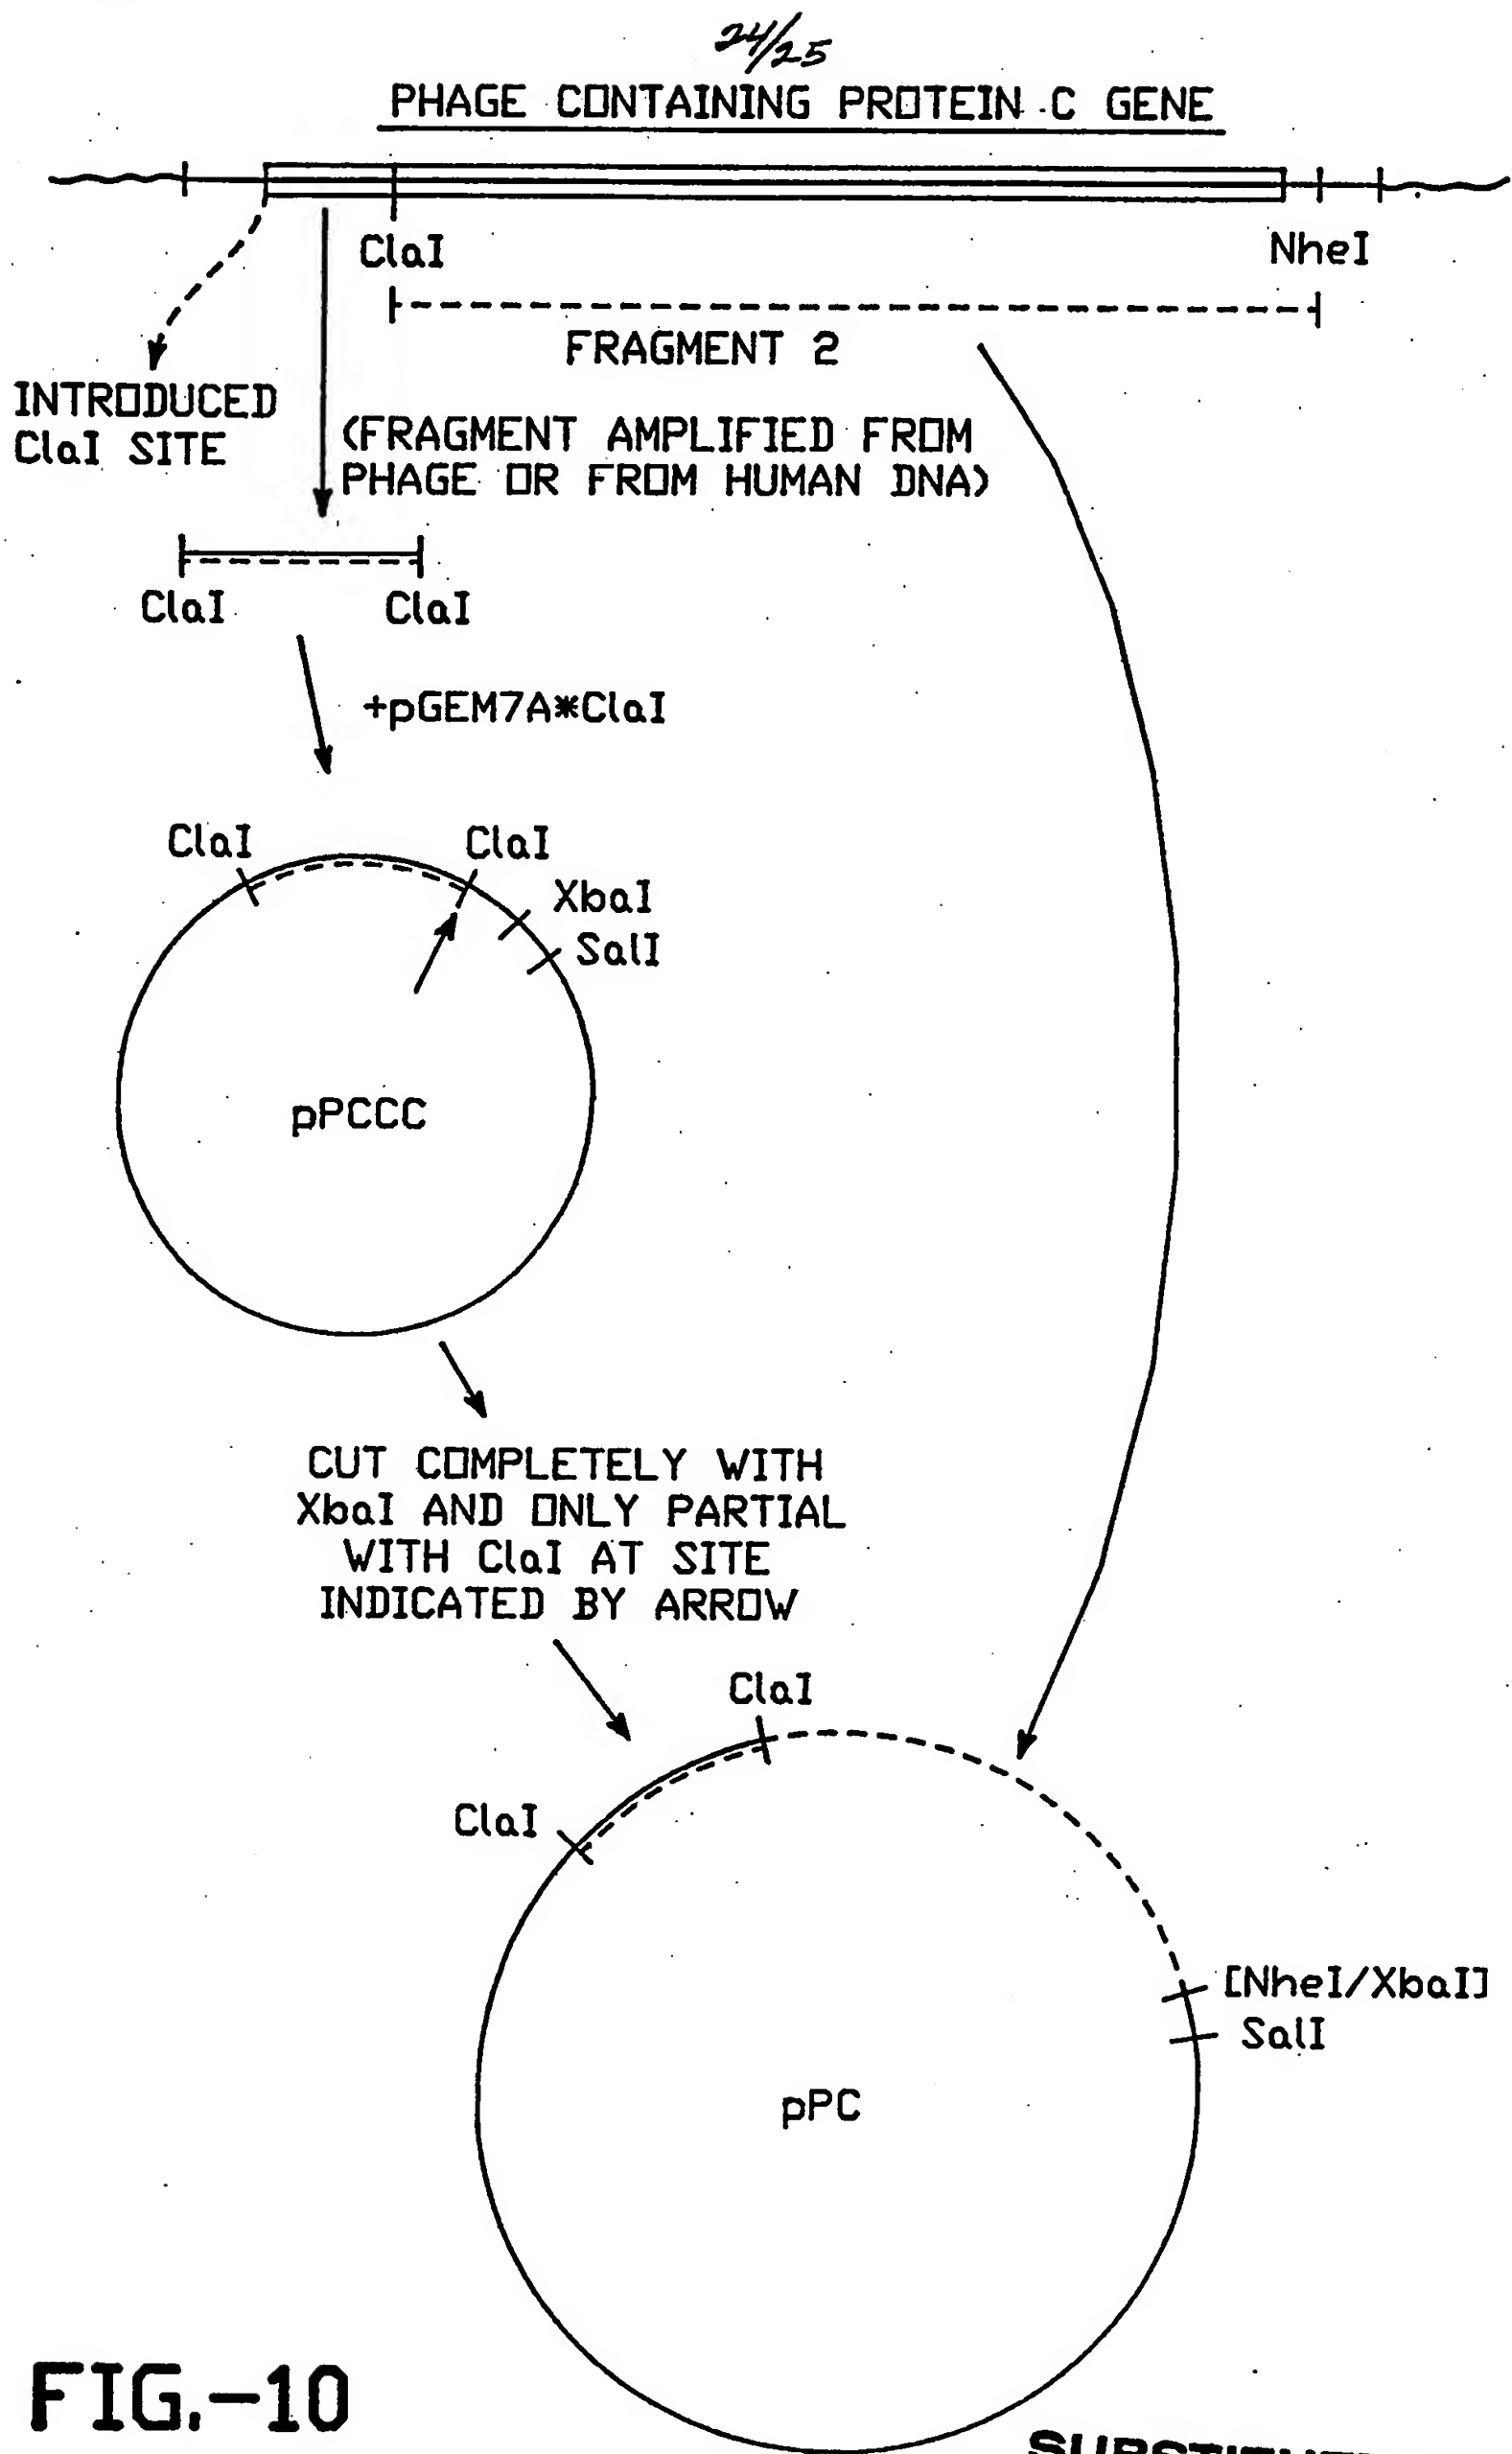 24/25
PHAGE CONTAINING PROTEIN C GENE
ClaI
NheI
FRAGMENT 2
INTRODUCED
ClaI SITE
(FRAGMENT AMPLIFIED FROM
PHAGE OR FROM HUMAN DNA)
ClaI
ClaI
+pGEM7A*ClaI
ClaI
ClaI
XbaI
SalI
pPCCC
CUT COMPLETELY WITH
XbaI AND ONLY PARTIAL
WITH ClaI AT SITE
INDICATED BY ARROW
ClaI
ClaI
[NheI/XbaI]
SalI
pPC
FIG.-10